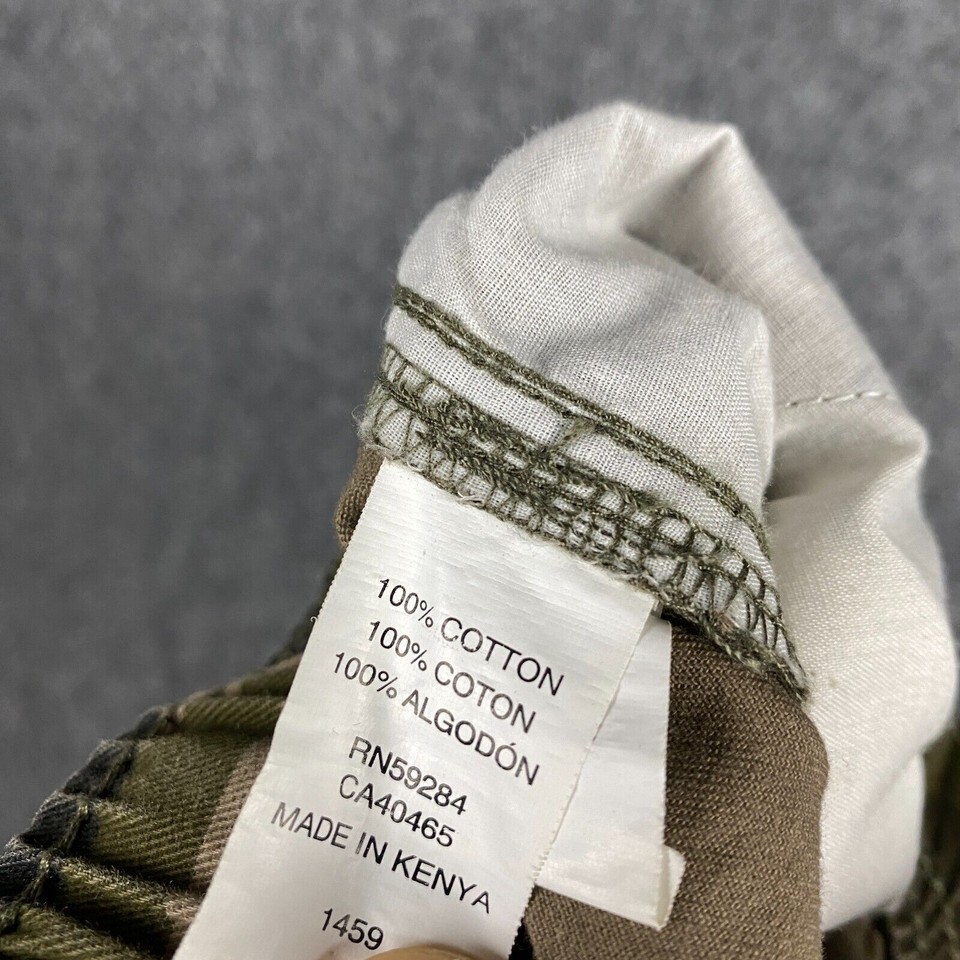 100% COTTON
100% COTON
100% ALGODÓN
RN59284
CA40465
MADE IN KENYA
1459